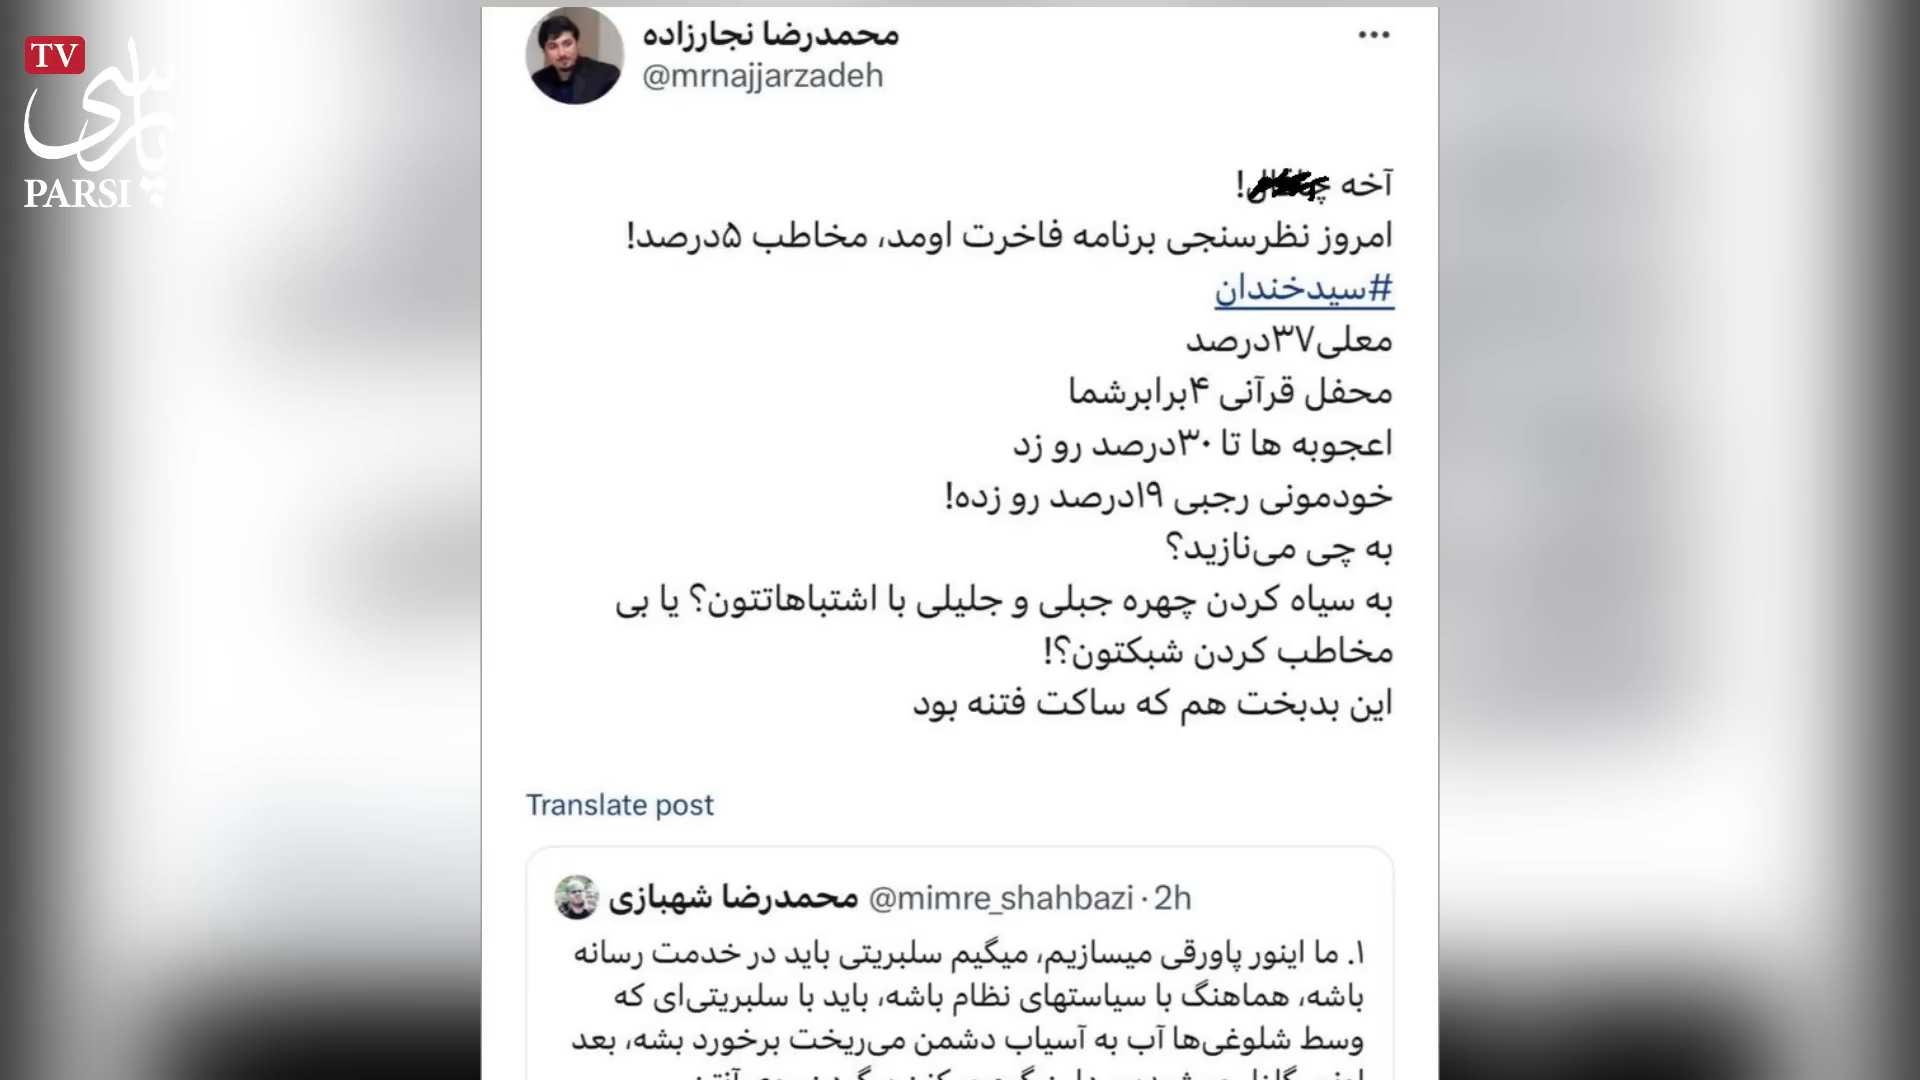 TV
پارسی
PARSI
محمدرضا نجارزاده
@mrnajjarzadeh
آخه !
امروز نظرسنجی برنامه فاخرت اومد، مخاطب ۵درصد!
#سیدخندان
معلی۳۷درصد
محفل قرآنی ۴برابرشما
اعجوبه ها تا ۳۰درصد رو زد
خودمونی رجبی ۱۹درصد رو زده!
به چی می‌نازید؟
به سیاه کردن چهره جبلی و جلیلی با اشتباهاتتون؟ یا بی
مخاطب کردن شبکتون؟!
این بدبخت هم که ساکت فتنه بود
Translate post
محمدرضا شهبازی @mimre_shahbazi · 2h
۱. ما اینور پاورقی میسازیم، میگیم سلبریتی باید در خدمت رسانه
باشه، هماهنگ با سیاستهای نظام باشه، باید با سلبریتی‌ای که
وسط شلوغی‌ها آب به آسیاب دشمن می‌ریخت برخورد بشه، بعد